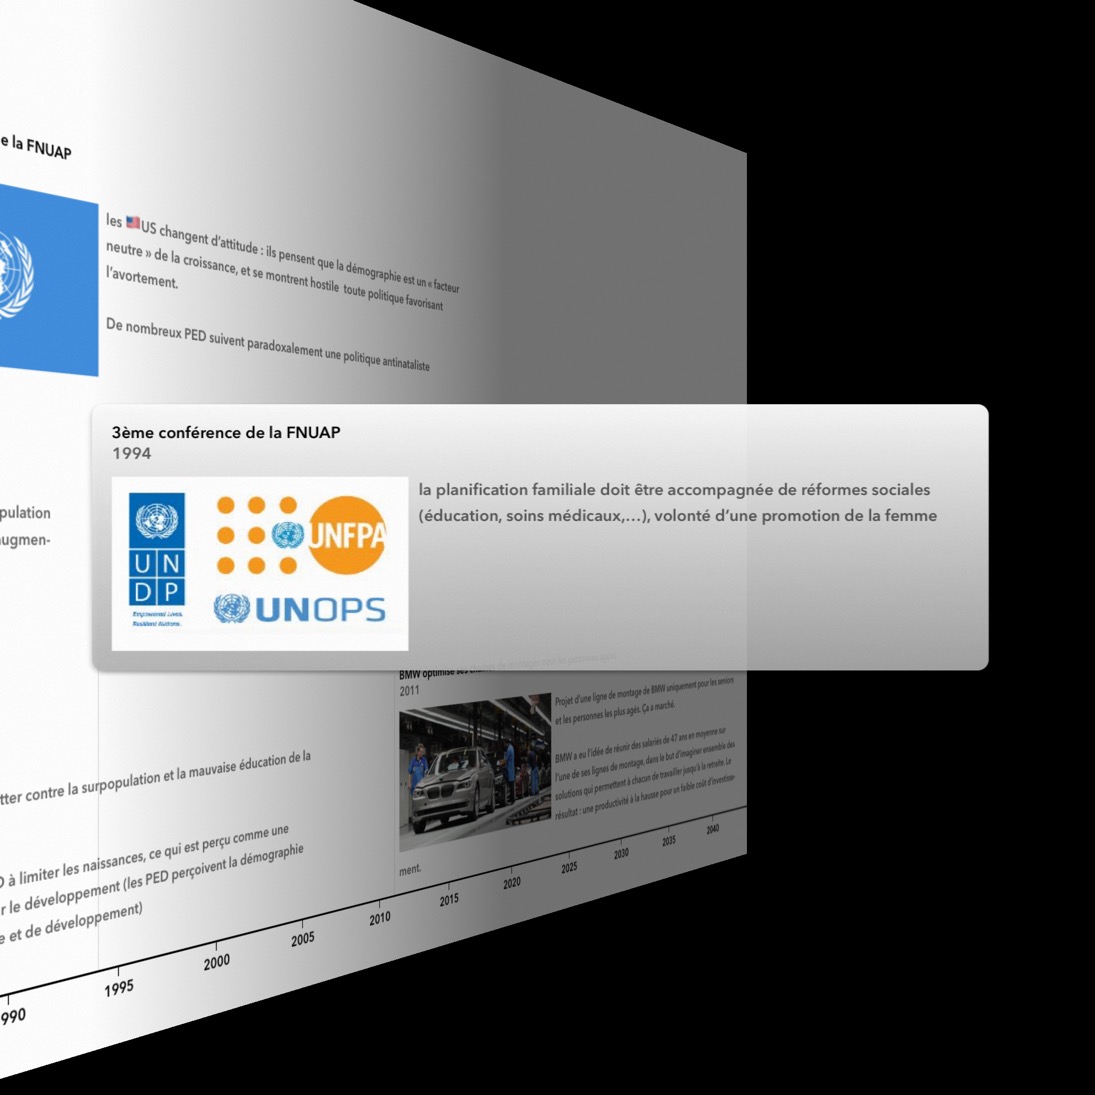 e la FNUAP
les 🇺🇸US changent d’attitude : ils pensent que la démographie est un « facteur
neutre » de la croissance, et se montrent hostile toute politique favorisant
l’avortement.
De nombreux PED suivent paradoxalement une politique antinataliste
3ème conférence de la FNUAP
1994
la planification familiale doit être accompagnée de réformes sociales
(éducation, soins médicaux,…), volonté d’une promotion de la femme
UN
DP
Empowered Lives.
Resilient Nations.
UNFPA
UNOPS
pulation
augmen-
BMW optimise ses
2011
Projet d’une ligne de montage de BMW uniquement pour les seniors
et les personnes les plus agés. Ça a marché.
BMW a eu l’idée de réunir des salariés de 47 ans en moyenne sur
l’une de ses lignes de montage, dans le but d’imaginer ensemble des
solutions qui permettent à chacun de travailler jusqu’à la retraite. Le
résultat : une productivité à la hausse pour un faible coût d’investisse-
ment.
tter contre la surpopulation et la mauvaise éducation de la
D à limiter les naissances, ce qui est perçu comme une
r le développement (les PED perçoivent la démographie
e et de développement)
990 1995 2000 2005 2010 2015 2020 2025 2030 2035 2040